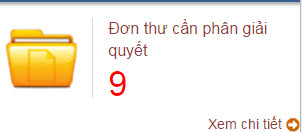 Đơn thư cần phân giải
quyết
9
Xem chi tiết